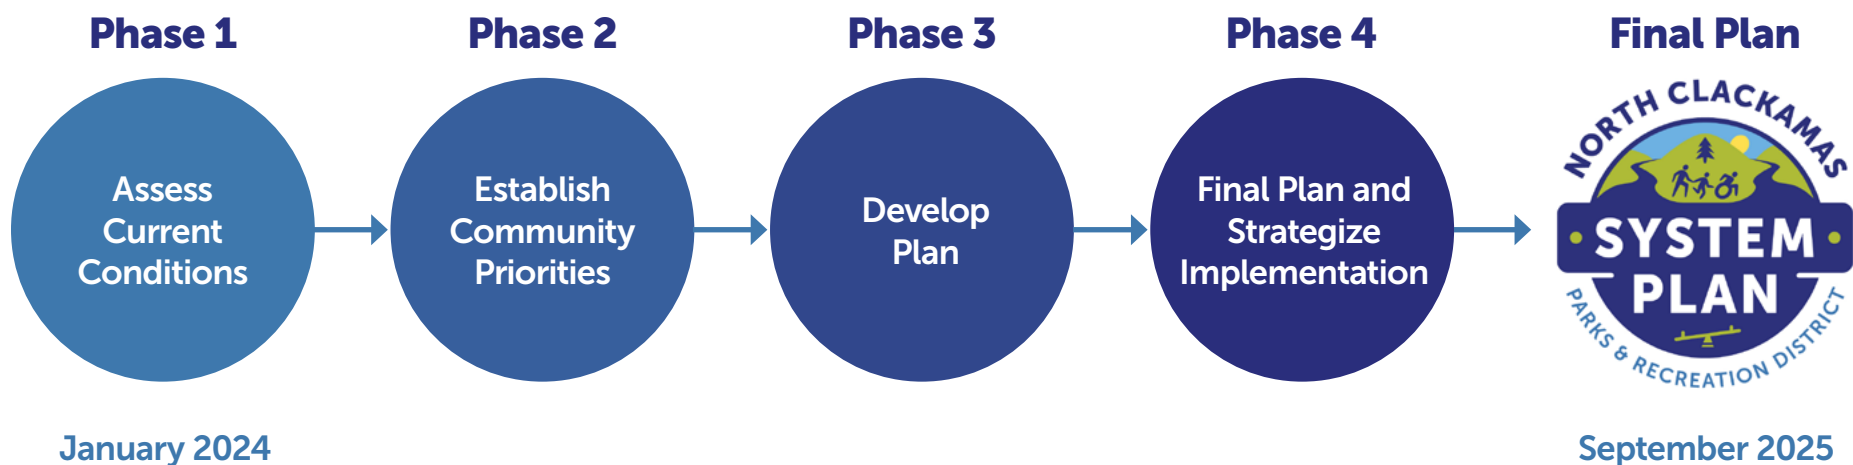 Phase 1
Phase 2
Phase 3
Phase 4
Final Plan
Assess
Current
Conditions
Establish
Community
Priorities
Develop
Plan
Final Plan and
Strategize
Implementation
NORTH CLACKAMAS
SYSTEM
PLAN
PARKS & RECREATION DISTRICT
January 2024
September 2025